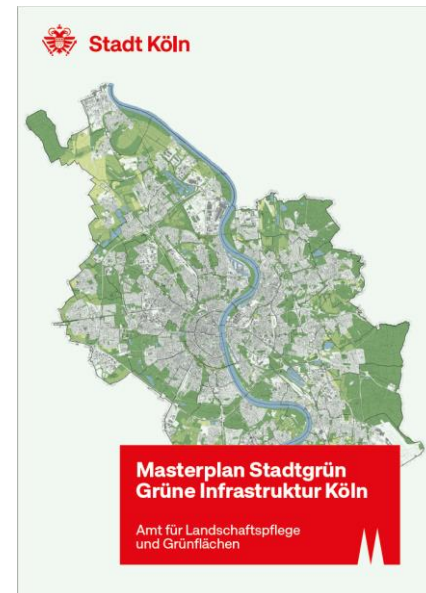 Stadt Köln
Masterplan Stadtgrün
Grüne Infrastruktur Köln
Amt für Landschaftspflege
und Grünflächen